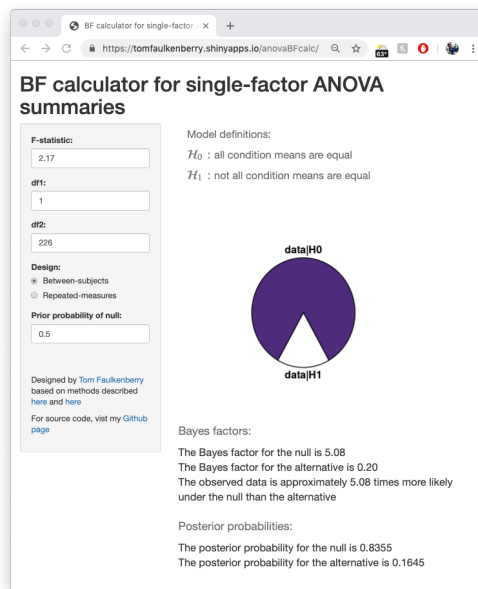 BF calculator for single-factor A
https://tomfaulkenberry.shinyapps.io/anovaBFcalc/
63°
BF calculator for single-factor ANOVA
summaries
F-statistic:
2.17
df1:
1
df2:
226
Design:
Between-subjects
Repeated-measures
Prior probability of null:
0.5
Designed by Tom Faulkenberry
based on methods described
here and here
For source code, vist my Github
page
Model definitions:
ℋ0 : all condition means are equal
ℋ1 : not all condition means are equal
data|H0
data|H1
Bayes factors:
The Bayes factor for the null is 5.08
The Bayes factor for the alternative is 0.20
The observed data is approximately 5.08 times more likely
under the null than the alternative
Posterior probabilities:
The posterior probability for the null is 0.8355
The posterior probability for the alternative is 0.1645